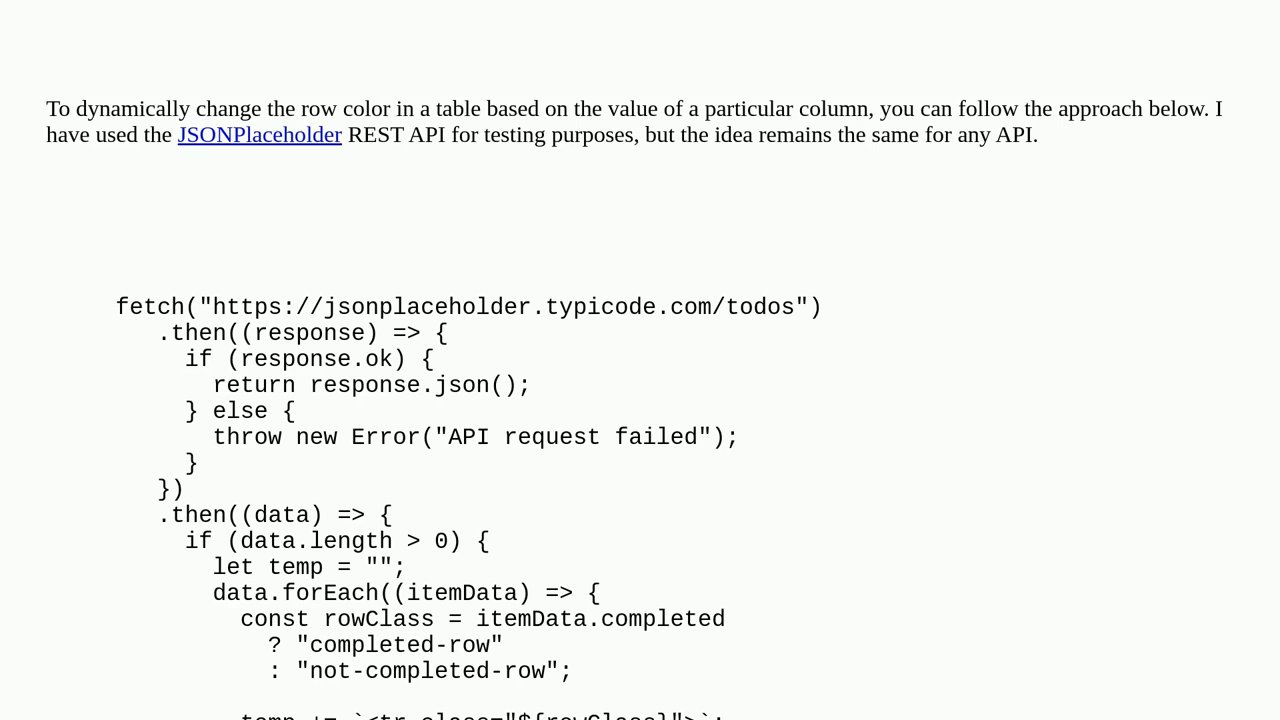 To dynamically change the row color in a table based on the value of a particular column, you can follow the approach below. I
have used the JSONPlaceholder REST API for testing purposes, but the idea remains the same for any API.
fetch("https://jsonplaceholder.typicode.com/todos")
   .then((response) => {
     if (response.ok) {
       return response.json();
     } else {
       throw new Error("API request failed");
     }
   })
   .then((data) => {
     if (data.length > 0) {
       let temp = "";
       data.forEach((itemData) => {
         const rowClass = itemData.completed
           ? "completed-row"
           : "not-completed-row";
         temp += `<tr class="${rowClass}">`;